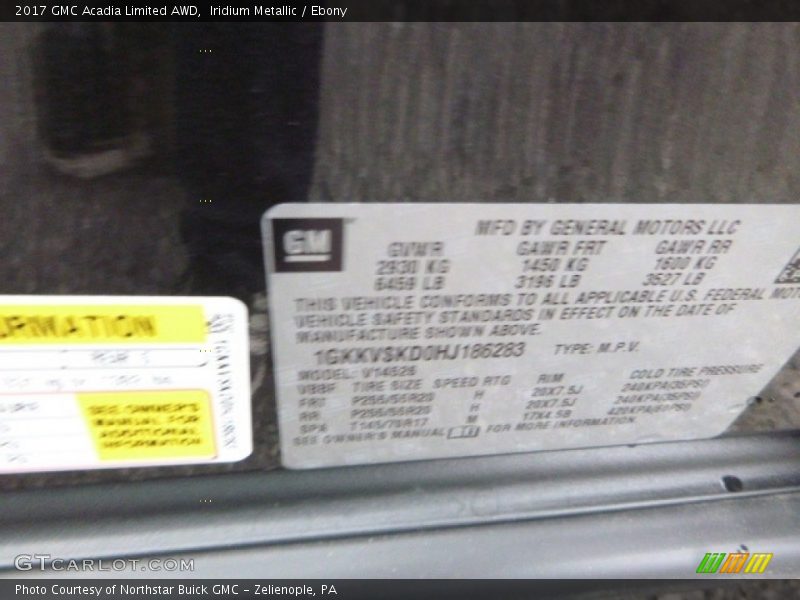 2017 GMC Acadia Limited AWD,  Iridium Metallic / Ebony
GM
MFD BY GENERAL MOTORS LLC
GVWR GAWR FRT GAWR RR
2930 KG 1450 KG 1600 KG
6459 LB 3196 LB 3527 LB
THIS VEHICLE CONFORMS TO ALL APPLICABLE U.S. FEDERAL MOTO
VEHICLE SAFETY STANDARDS IN EFFECT ON THE DATE OF
MANUFACTURE SHOWN ABOVE.
1GKKVSKD0HJ186283 TYPE: M.P.V.
MODEL: V14526
TIRE SIZE SPEED RTG RIM COLD TIRE PRESSURE
FRT P255/55R20 H 20X7.5J 240KPA(35PSI)
RR P255/55R20 H 20X7.5J 240KPA(35PSI)
SPA T145/70R17 M 17X4.5B 420KPA(60PSI)
SEE OWNER'S MANUAL FOR MORE INFORMATION
ORMATION
SEE OWNER'S
MANUAL FOR
ADDITIONAL
INFORMATION
GTCARLOT.COM
Photo Courtesy of Northstar Buick GMC – Zelienople, PA